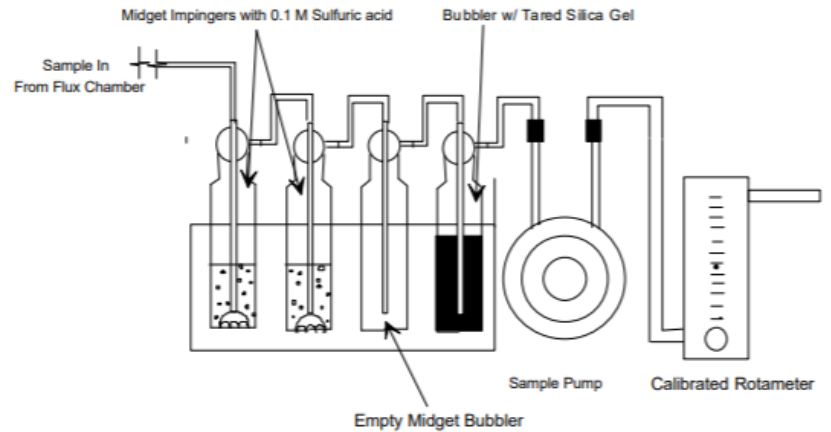 Midget Impingers with 0.1 M Sulfuric acid
Bubbler w/ Tared Silica Gel
Sample In
From Flux Chamber
Sample Pump
Calibrated Rotameter
Empty Midget Bubbler